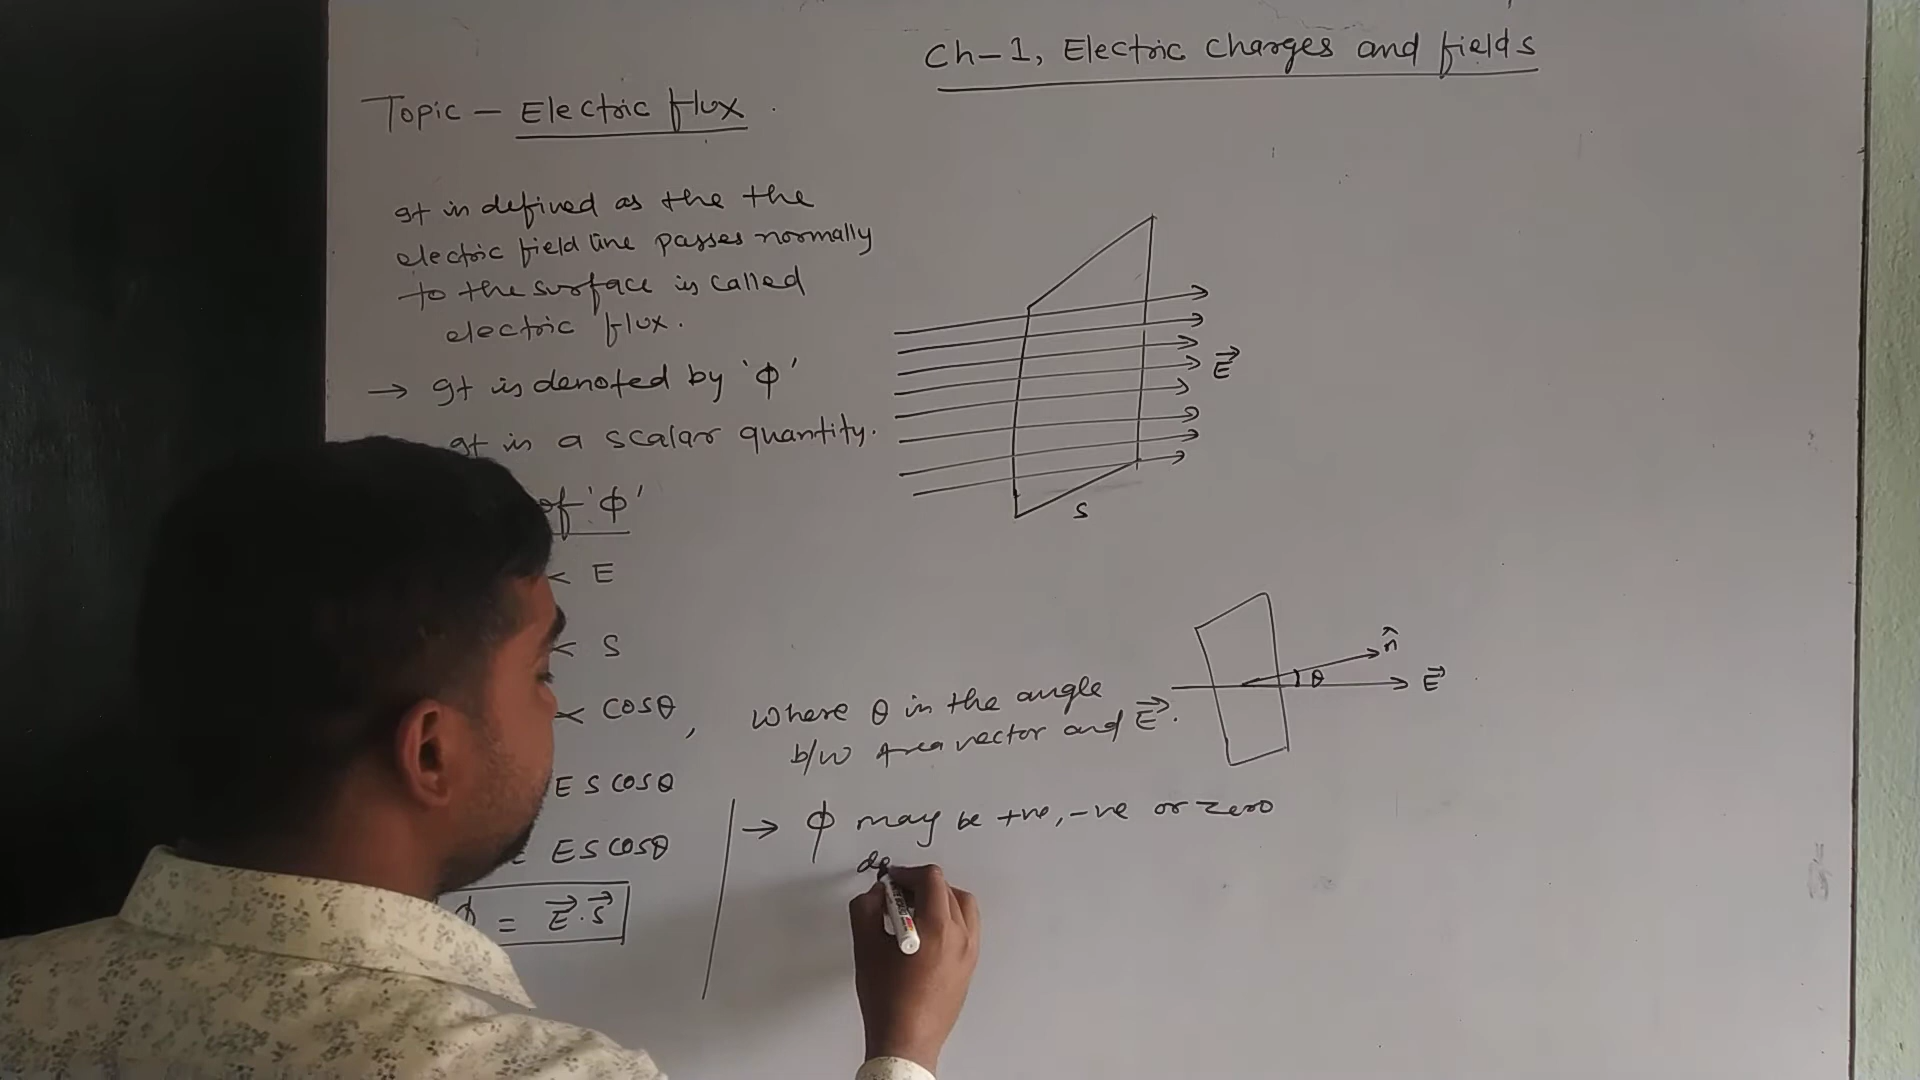 Ch-1, Electric charges and fields
Topic - Electric flux.
It is defined as the the
electric field line passes normally
to the surface is called
electric flux.
→ It is denoted by 'ϕ'
It is a scalar quantity.
of 'ϕ'
∝ E
∝ S
∝ cosθ,
E S cosθ
= ES cosθ
ϕ = E⃗.S⃗
E⃗
S
where θ is the angle
b/w Area vector and E⃗.
n̂
θ
E⃗
→ ϕ may be +ve, -ve or zero
de